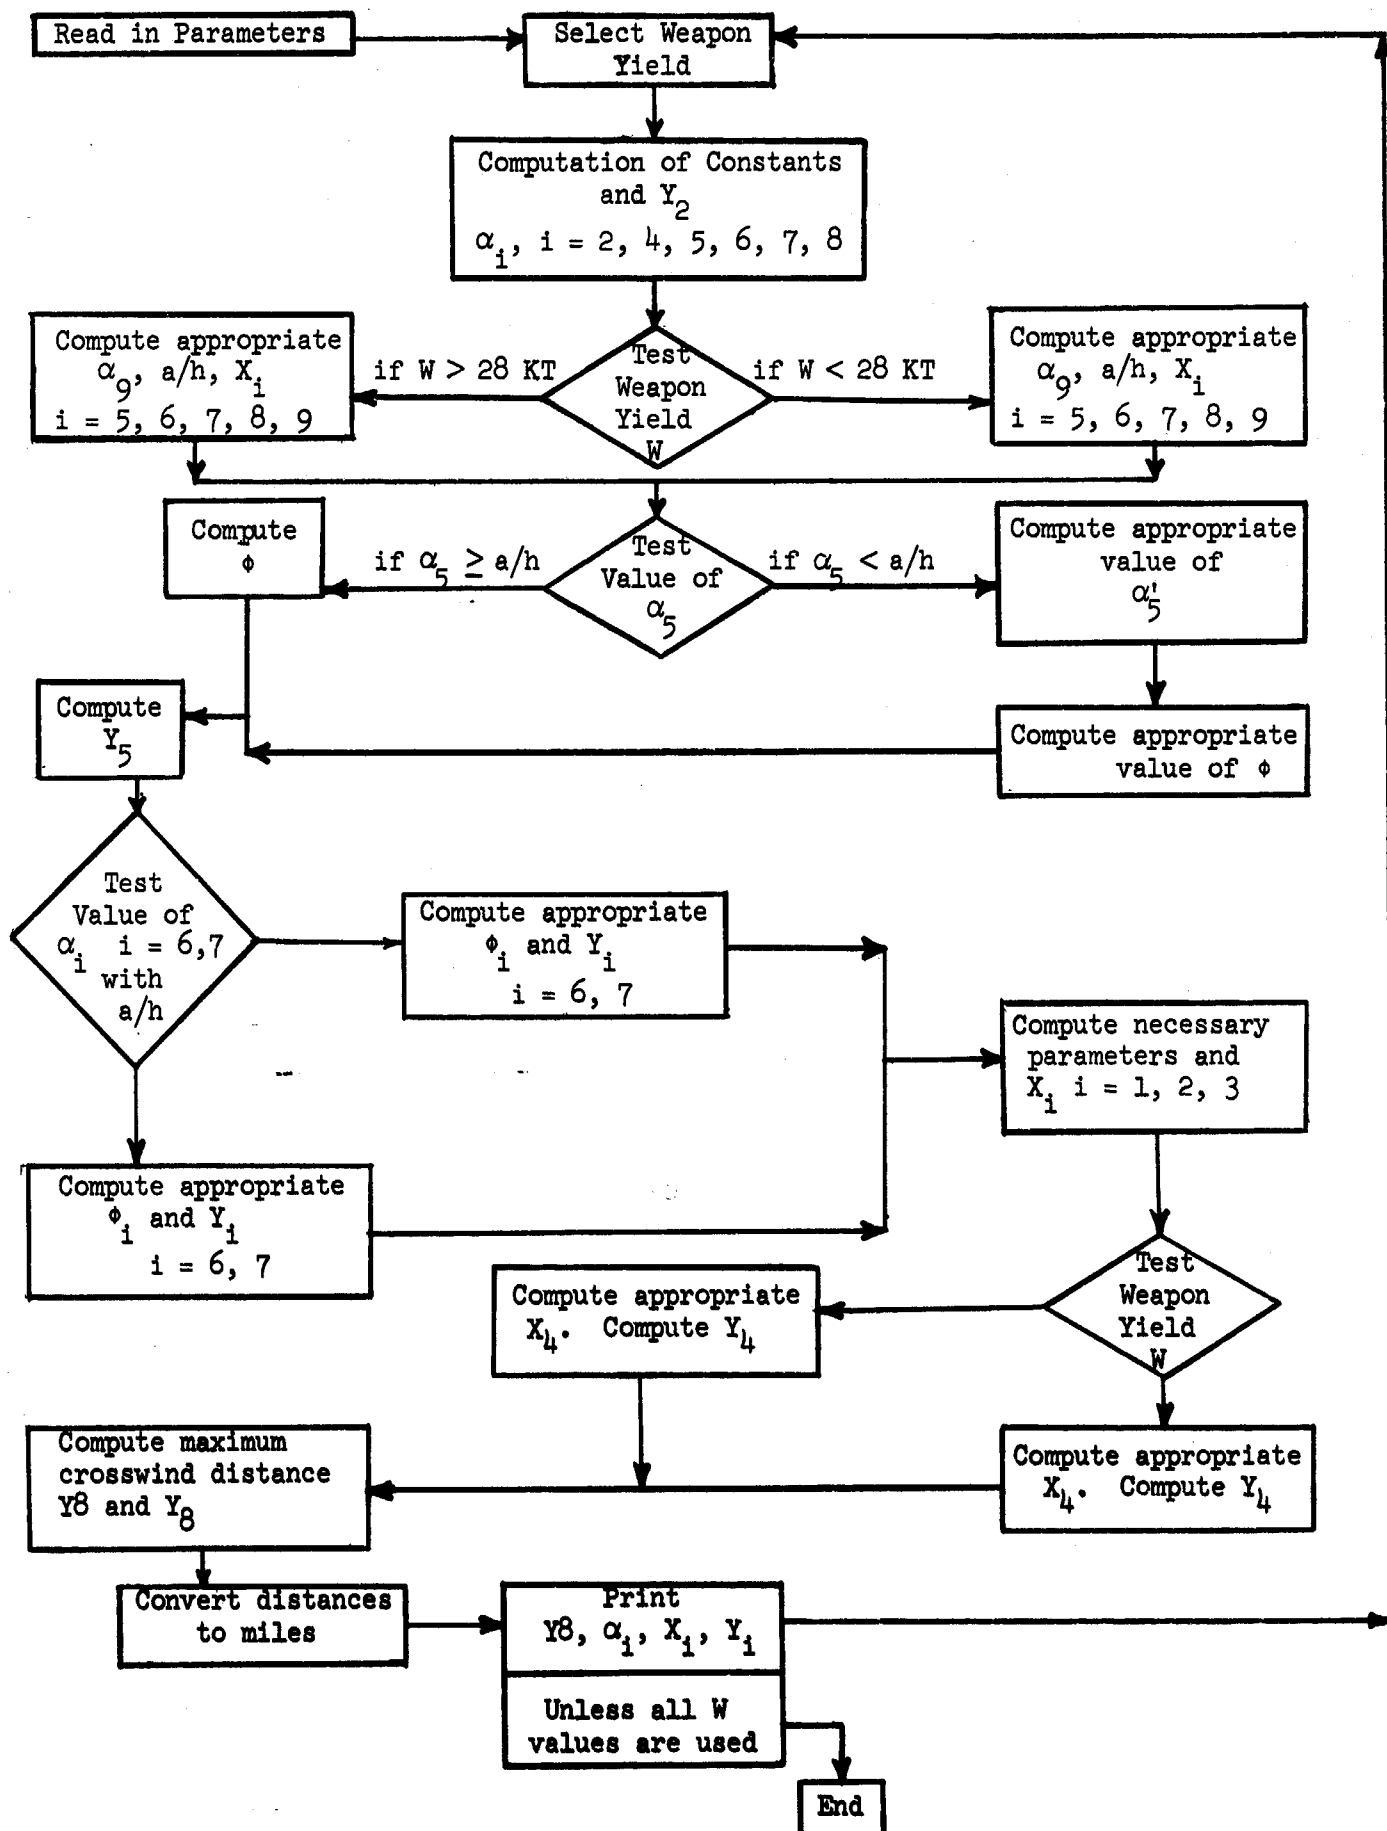 Read in Parameters
Select Weapon
Yield
Computation of Constants
and Y₂
αᵢ, i = 2, 4, 5, 6, 7, 8
Compute appropriate
α₉, a/h, Xᵢ
i = 5, 6, 7, 8, 9
if W > 28 KT
Test
Weapon
Yield
W
if W < 28 KT
Compute appropriate
α₉, a/h, Xᵢ
i = 5, 6, 7, 8, 9
Compute
Φ
if α₅ ≥ a/h
Test
Value of
α₅
if α₅ < a/h
Compute appropriate
value of
α₅'
Compute
Y₅
Compute appropriate
value of Φ
Test
Value of
αᵢ i = 6,7
with
a/h
Compute appropriate
Φᵢ and Yᵢ
i = 6, 7
Compute necessary
parameters and
Xᵢ i = 1, 2, 3
Compute appropriate
Φᵢ and Yᵢ
i = 6, 7
Test
Weapon
Yield
W
Compute appropriate
X₄. Compute Y₄
Compute appropriate
X₄. Compute Y₄
Compute maximum
crosswind distance
Y8 and Y₈
Convert distances
to miles
Print
Y8, αᵢ, Xᵢ, Yᵢ
Unless all W
values are used
End